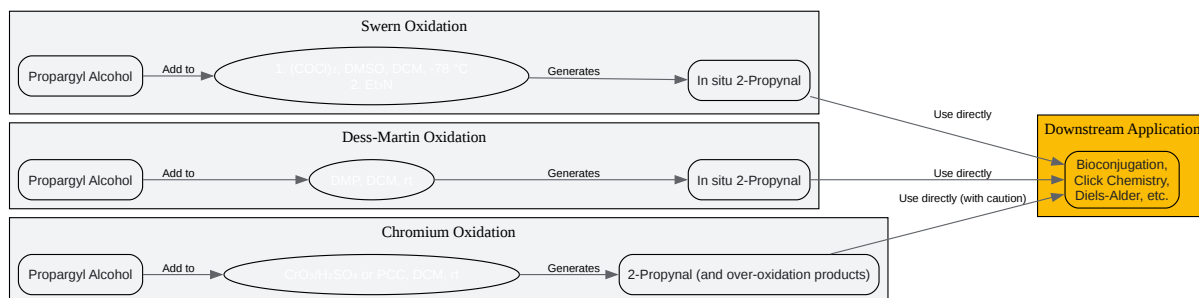 Swern Oxidation
Propargyl Alcohol
Add to
1. (COCl)₂, DMSO, DCM, -78 °C
2. Et₃N
Generates
In situ 2-Propynal
Use directly
Dess-Martin Oxidation
Propargyl Alcohol
Add to
DMP, DCM, rt
Generates
In situ 2-Propynal
Use directly
Chromium Oxidation
Propargyl Alcohol
Add to
CrO₃/H₂SO₄ or PCC, DCM, rt
Generates
2-Propynal (and over-oxidation products)
Use directly (with caution)
Downstream Application
Bioconjugation,
Click Chemistry,
Diels-Alder, etc.